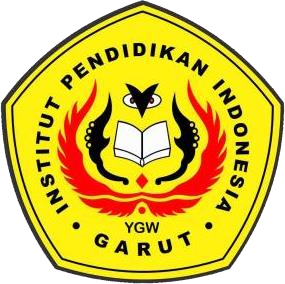 INSTITUT PENDIDIKAN INDONESIA
YGW
• GARUT •